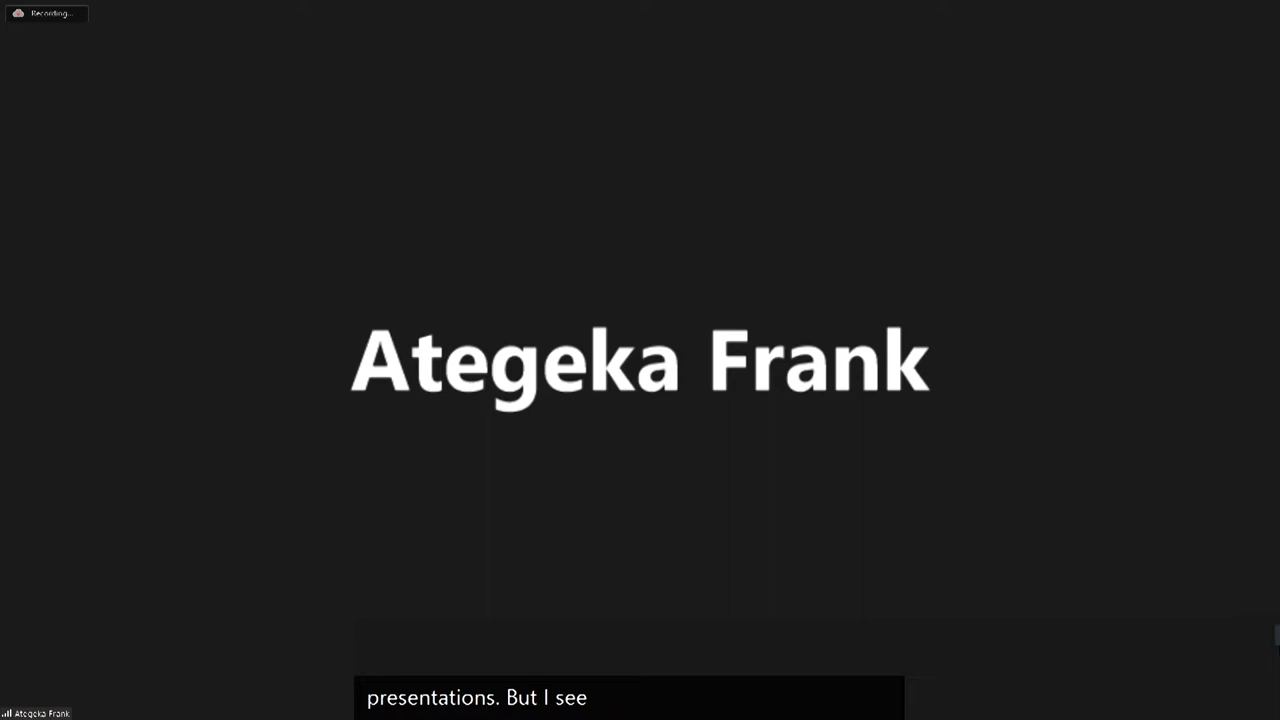 Recording...
Ategeka Frank
presentations. But I see
Ategeka Frank